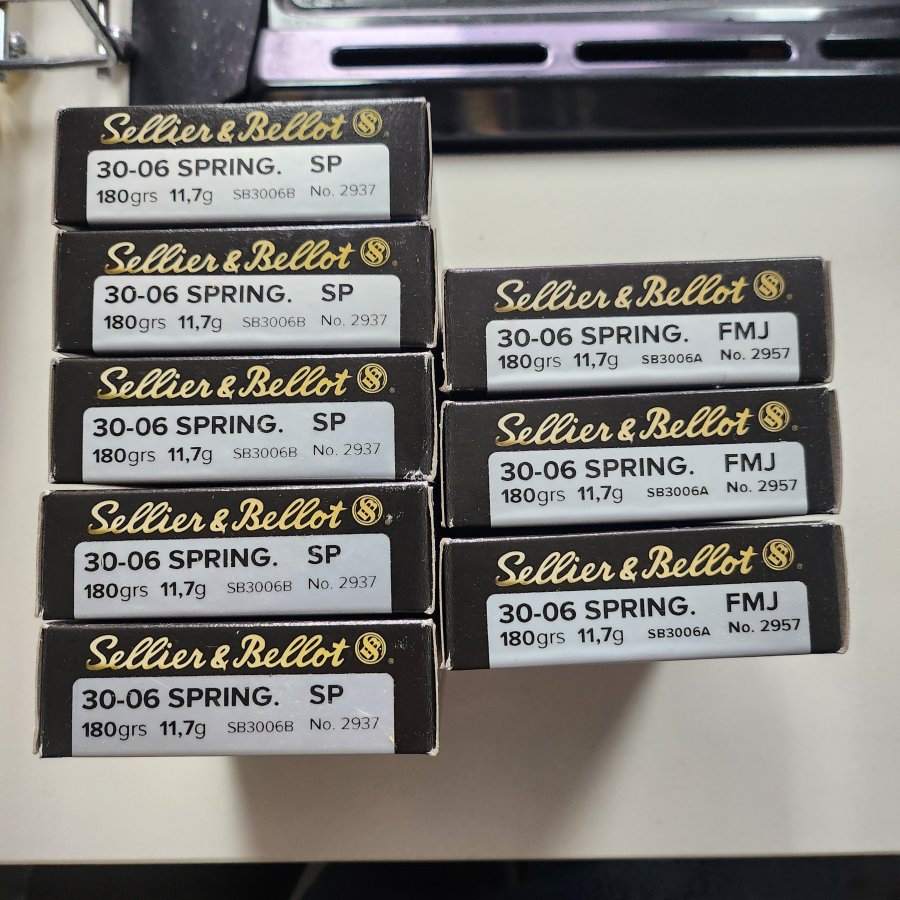 Sellier & Bellot
30-06 SPRING. SP
180grs 11,7g SB3006B No. 2937
Sellier & Bellot
30-06 SPRING. SP
180grs 11,7g SB3006B No. 2937
Sellier & Bellot
30-06 SPRING. SP
180grs 11,7g SB3006B No. 2937
Sellier & Bellot
30-06 SPRING. SP
180grs 11,7g SB3006B No. 2937
Sellier & Bellot
30-06 SPRING. SP
180grs 11,7g SB3006B No. 2937
Sellier & Bellot
30-06 SPRING. FMJ
180grs 11,7g SB3006A No. 2957
Sellier & Bellot
30-06 SPRING. FMJ
180grs 11,7g SB3006A No. 2957
Sellier & Bellot
30-06 SPRING. FMJ
180grs 11,7g SB3006A No. 2957